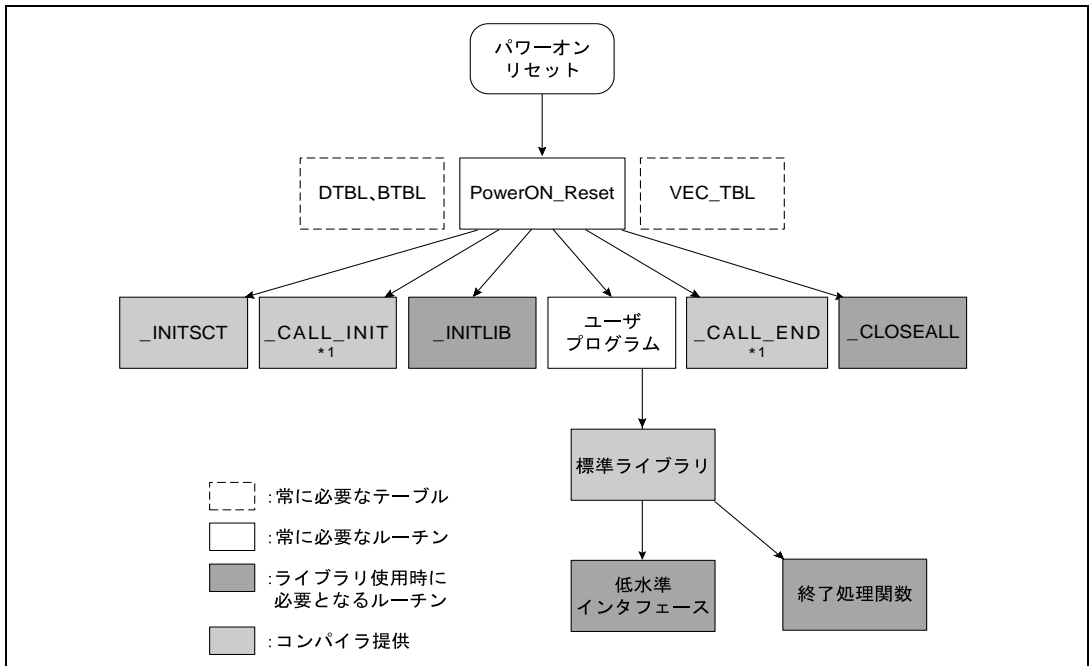 パワーオン
リセット
DTBL、BTBL
PowerON_Reset
VEC_TBL
_INITSCT
_CALL_INIT
*1
_INITLIB
ユーザ
プログラム
_CALL_END
*1
_CLOSEALL
標準ライブラリ
低水準
インタフェース
終了処理関数
:常に必要なテーブル
:常に必要なルーチン
:ライブラリ使用時に
必要となるルーチン
:コンパイラ提供